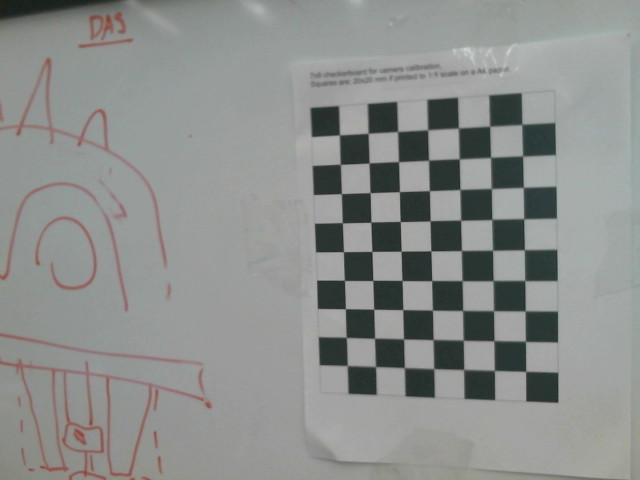 DAS
7x9 checkerboard for camera calibration.
Squares are: 20x20 mm if printed to 1:1 scale on a A4 paper.